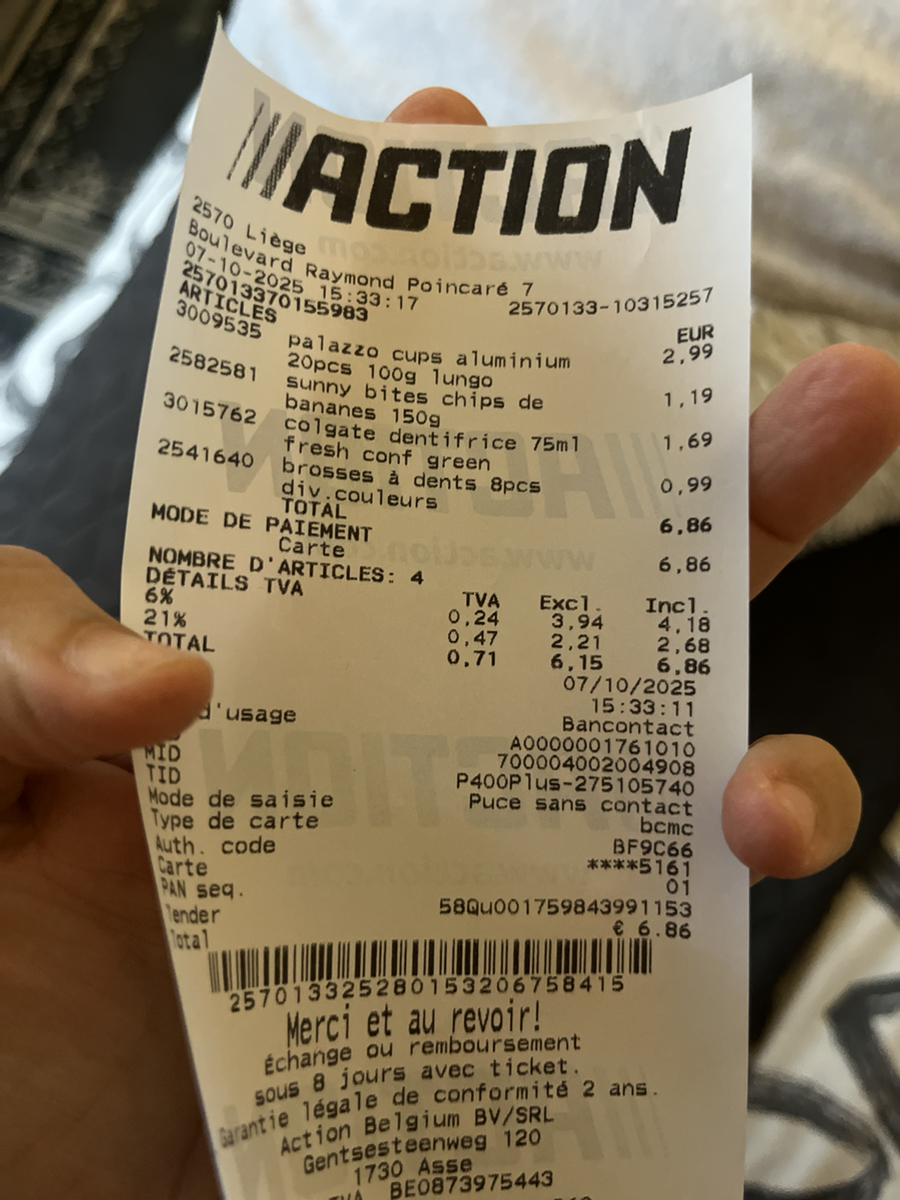 ACTION
2570 Liège
Boulevard Raymond Poincaré 7
07-10-2025 15:33:17 2570133-10315257
257013370155983
ARTICLES EUR
3009535 palazzo cups aluminium 2,99
20pcs 100g lungo
2582581 sunny bites chips de 1,19
bananes 150g
3015762 colgate dentifrice 75ml 1,69
fresh conf green
2541640 brosses à dents 8pcs 0,99
div.couleurs
TOTAL 6,86
MODE DE PAIEMENT
Carte 6,86
NOMBRE D'ARTICLES: 4
DÉTAILS TVA TVA Excl. Incl.
6% 0,24 3,94 4,18
21% 0,47 2,21 2,68
TOTAL 0,71 6,15 6,86
07/10/2025
15:33:11
d'usage Bancontact
A0000001761010
MID 700004002004908
TID P400Plus-275105740
Mode de saisie Puce sans contact
Type de carte bcmc
Auth. code BF9C66
Carte ****5161
PAN seq. 01
Tender 58Qu001759843991153
Total € 6.86
2570133252801532067 58415
Merci et au revoir!
Échange ou remboursement
sous 8 jours avec ticket.
Garantie légale de conformité 2 ans.
Action Belgium BV/SRL
Gentsesteenweg 120
1730 Asse
TVA BE0873975443